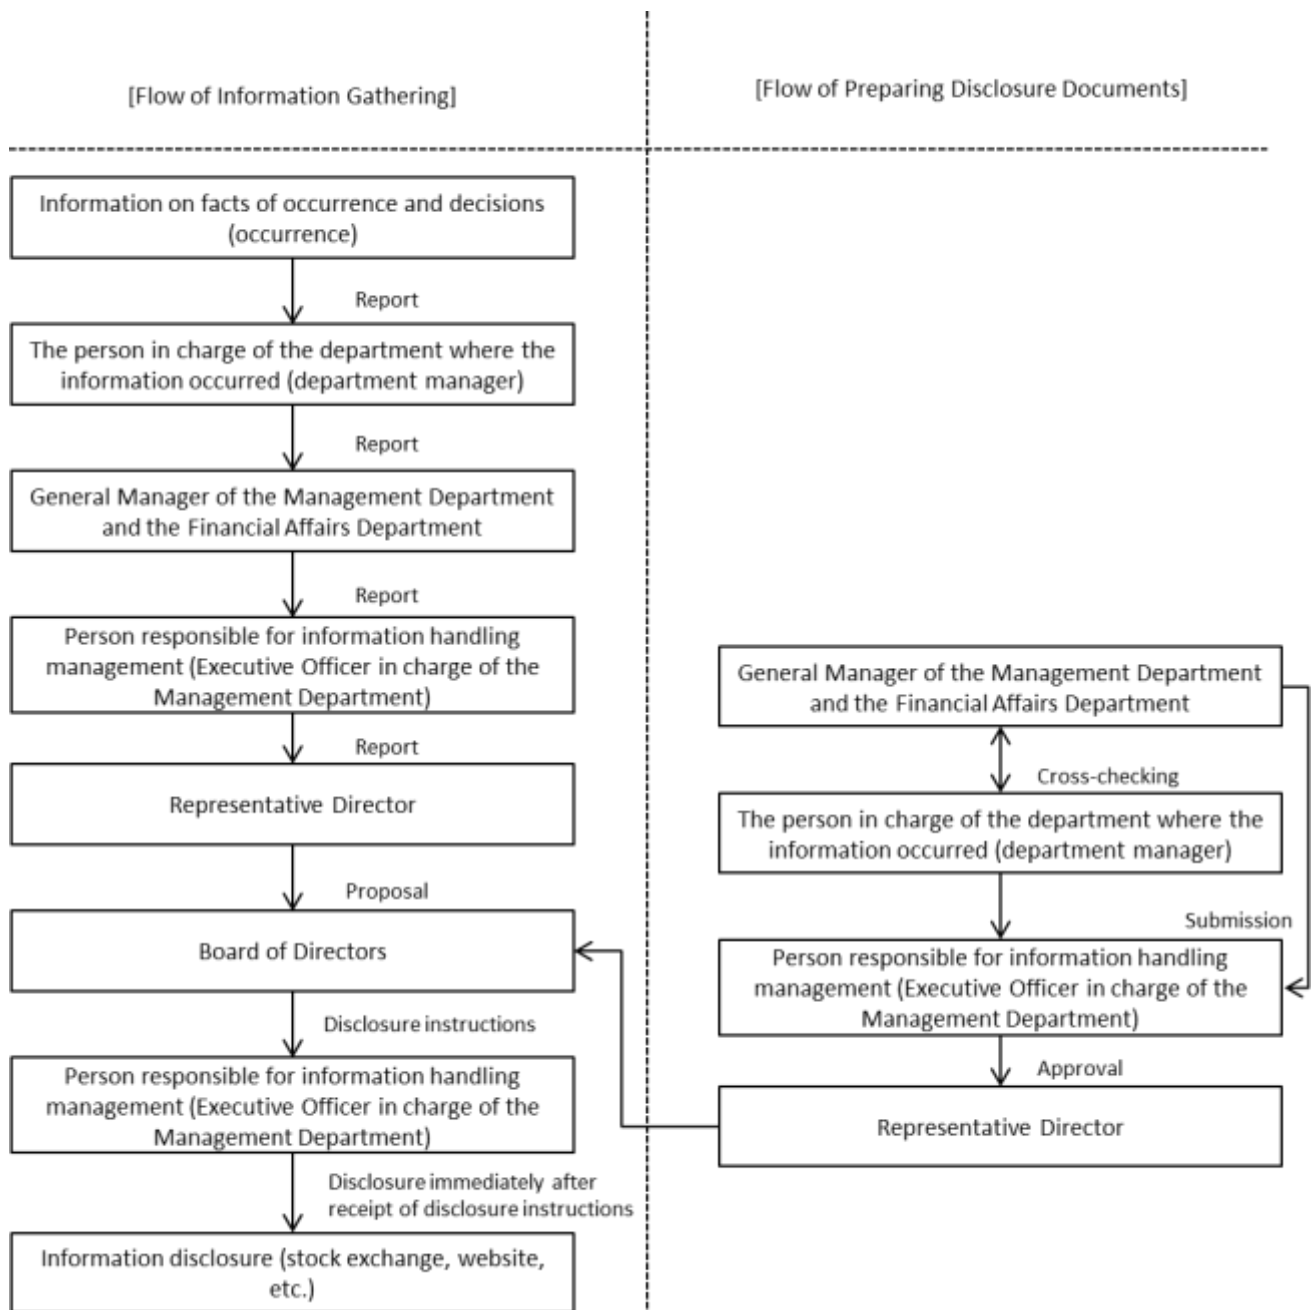 [Flow of Information Gathering]
[Flow of Preparing Disclosure Documents]
Information on facts of occurrence and decisions
(occurrence)
Report
The person in charge of the department where the
information occurred (department manager)
Report
General Manager of the Management Department
and the Financial Affairs Department
Report
Person responsible for information handling
management (Executive Officer in charge of the
Management Department)
Report
Representative Director
Proposal
Board of Directors
Disclosure instructions
Person responsible for information handling
management (Executive Officer in charge of the
Management Department)
Disclosure immediately after
receipt of disclosure instructions
Information disclosure (stock exchange, website,
etc.)
General Manager of the Management Department
and the Financial Affairs Department
Cross-checking
The person in charge of the department where the
information occurred (department manager)
Submission
Person responsible for information handling
management (Executive Officer in charge of the
Management Department)
Approval
Representative Director